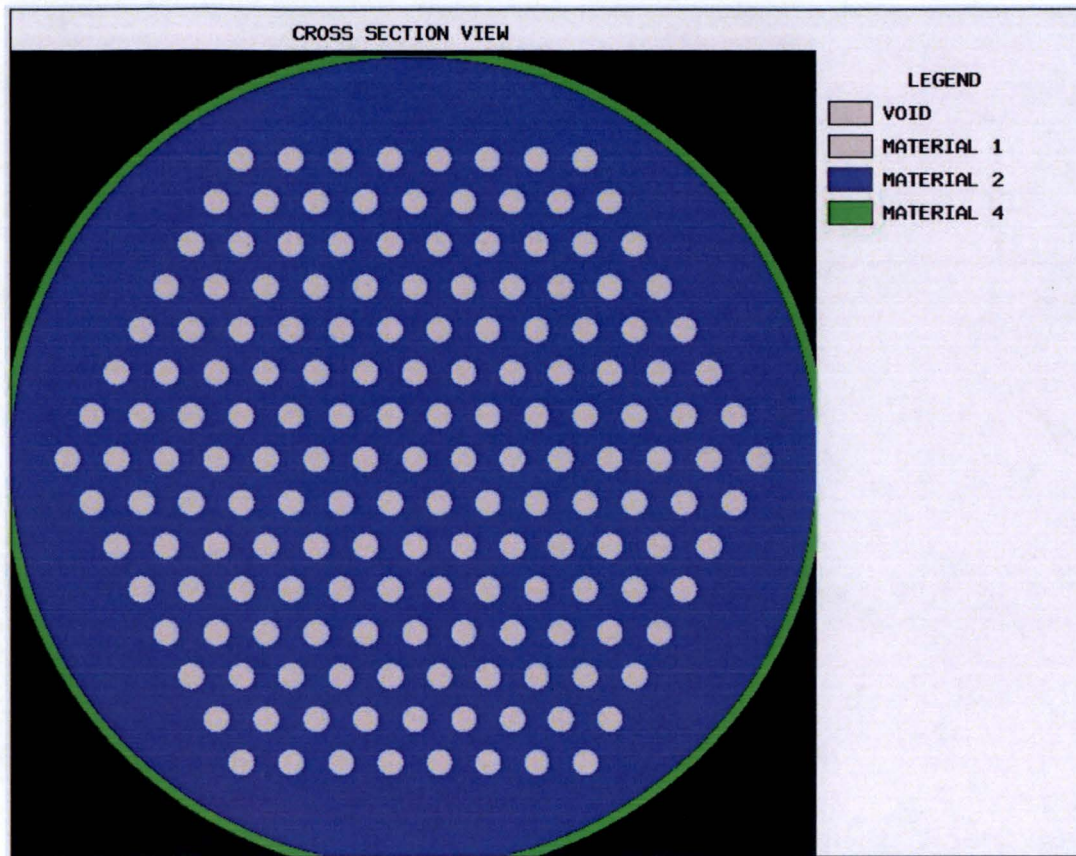 CROSS SECTION VIEW
LEGEND
VOID
MATERIAL 1
MATERIAL 2
MATERIAL 4